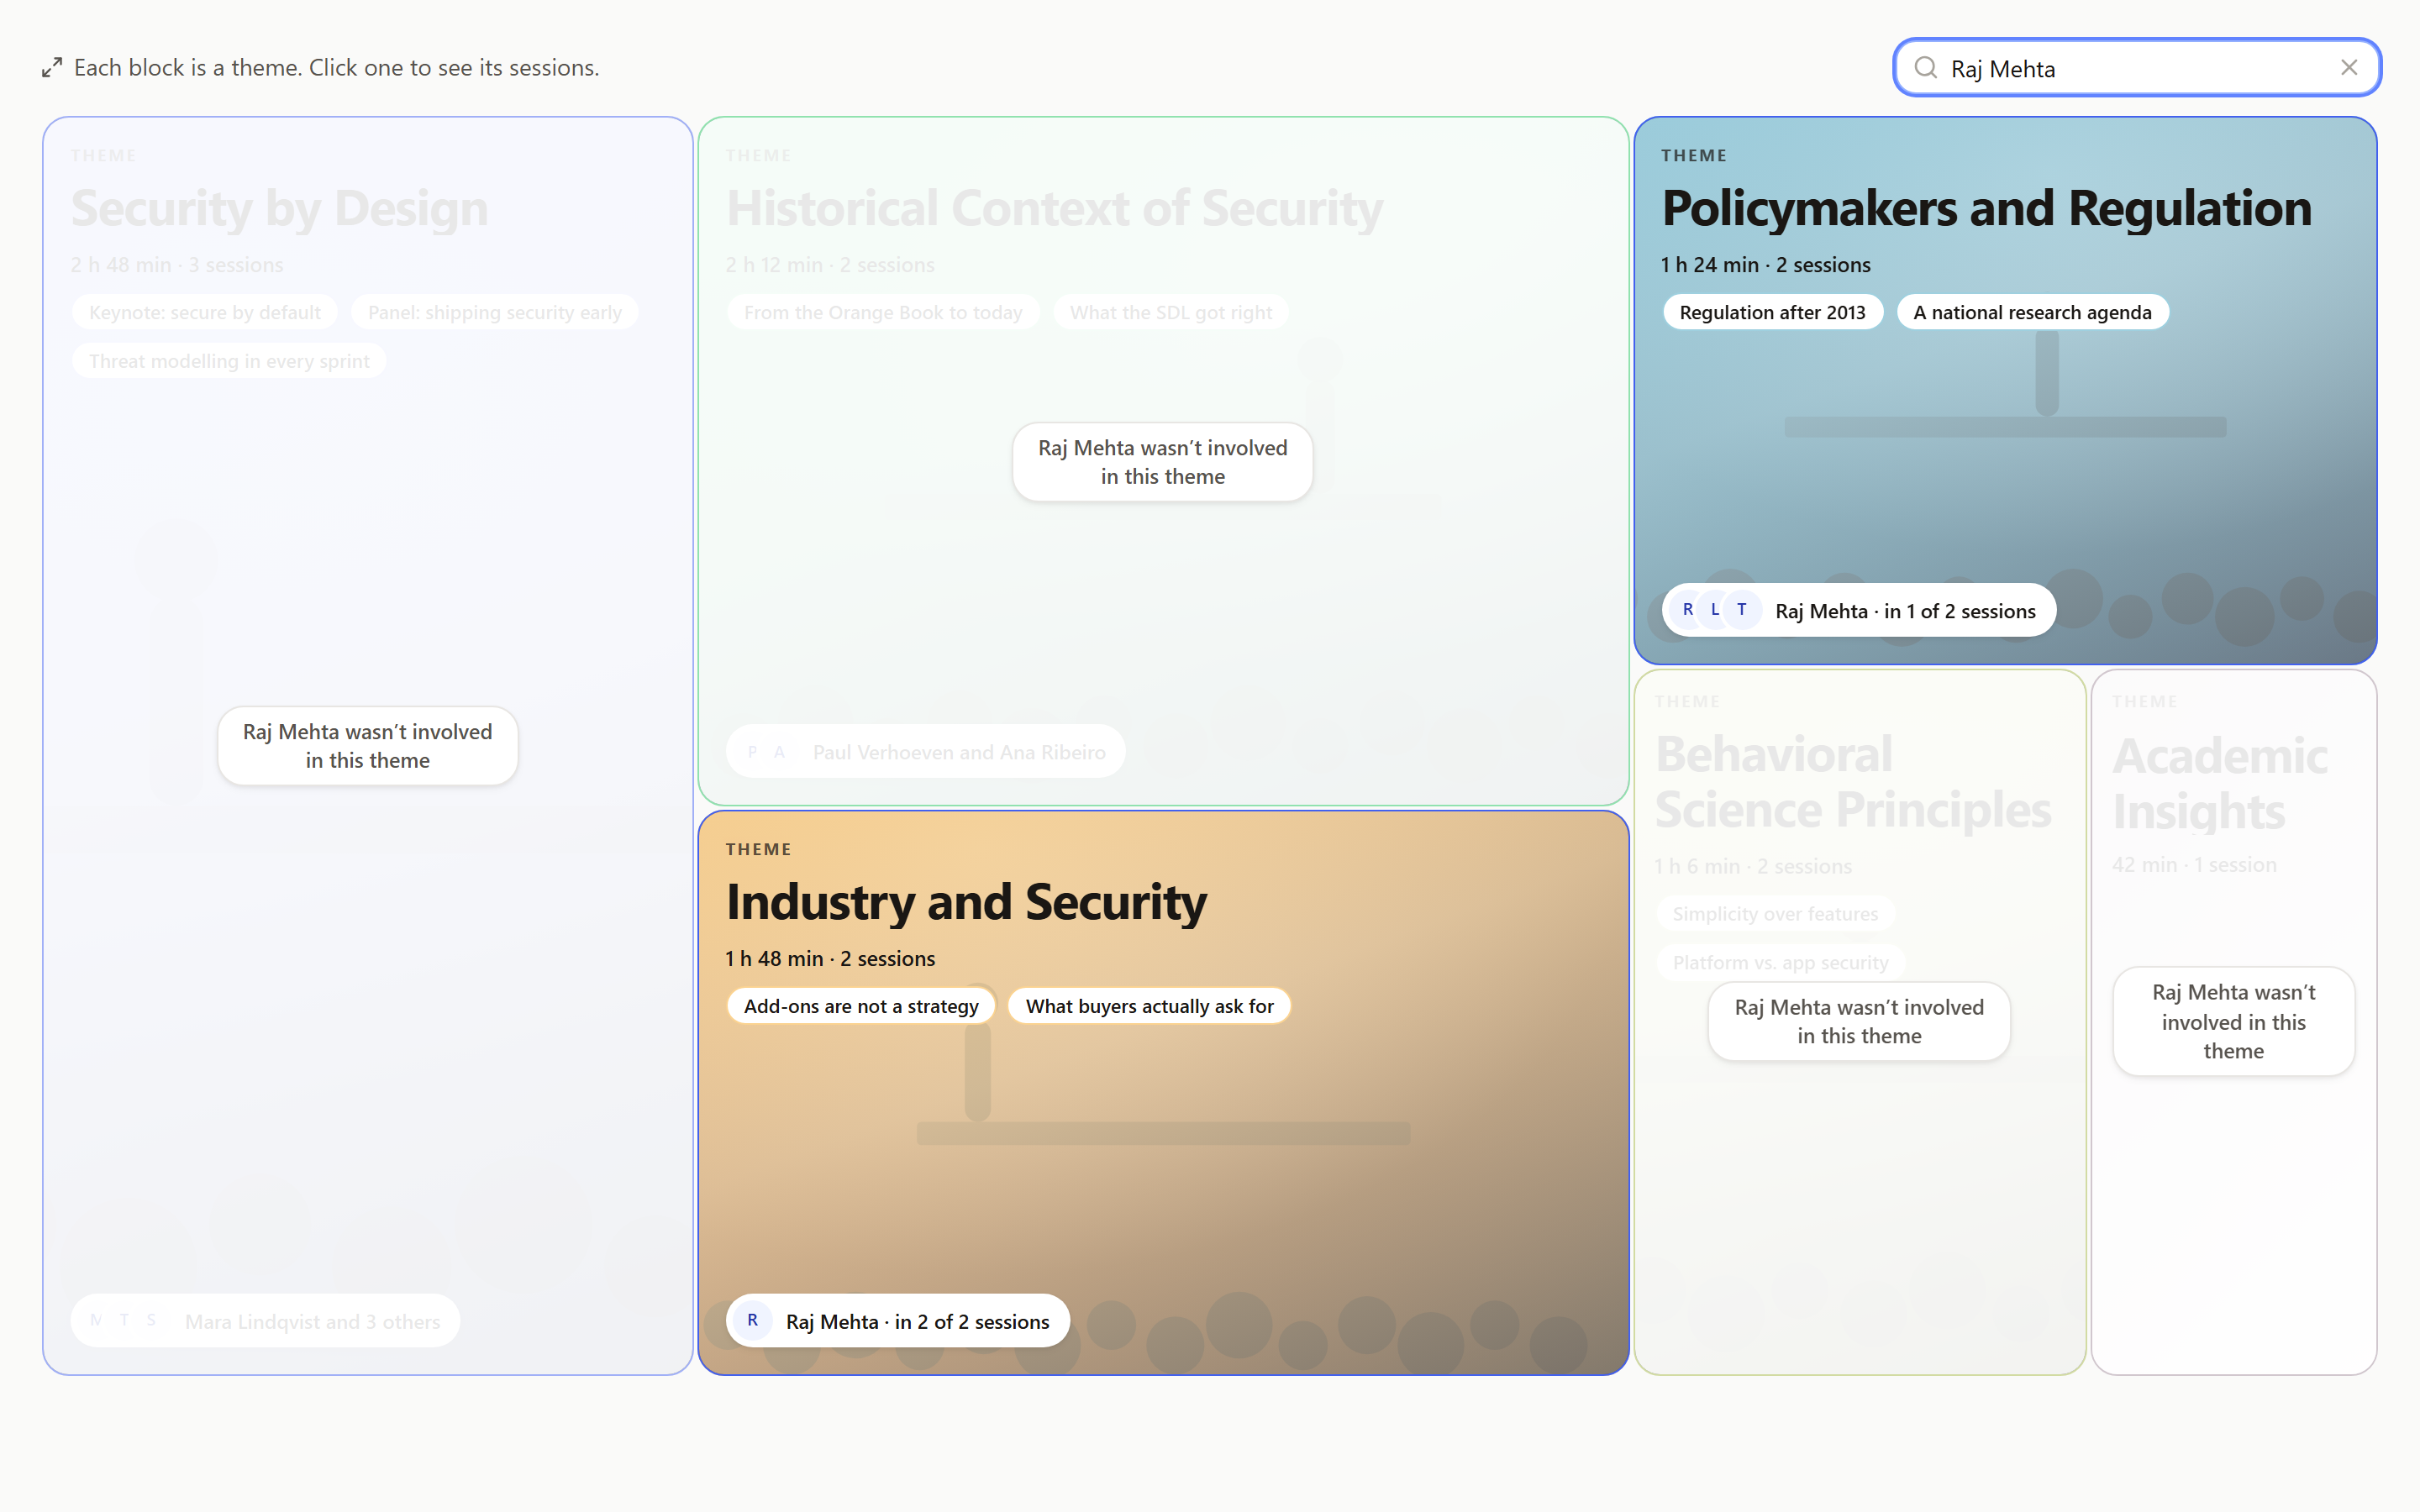 Each block is a theme. Click one to see its sessions.
Raj Mehta
THEME
Security by Design
2 h 48 min · 3 sessions
Keynote: secure by default
Panel: shipping security early
Threat modelling in every sprint
Raj Mehta wasn’t involved
in this theme
M T S
Mara Lindqvist and 3 others
THEME
Historical Context of Security
2 h 12 min · 2 sessions
From the Orange Book to today
What the SDL got right
Raj Mehta wasn’t involved
in this theme
P A
Paul Verhoeven and Ana Ribeiro
THEME
Industry and Security
1 h 48 min · 2 sessions
Add-ons are not a strategy
What buyers actually ask for
R
Raj Mehta · in 2 of 2 sessions
THEME
Policymakers and Regulation
1 h 24 min · 2 sessions
Regulation after 2013
A national research agenda
R L T
Raj Mehta · in 1 of 2 sessions
THEME
Behavioral
Science Principles
1 h 6 min · 2 sessions
Simplicity over features
Platform vs. app security
Raj Mehta wasn’t involved
in this theme
THEME
Academic
Insights
42 min · 1 session
Raj Mehta wasn’t
involved in this
theme